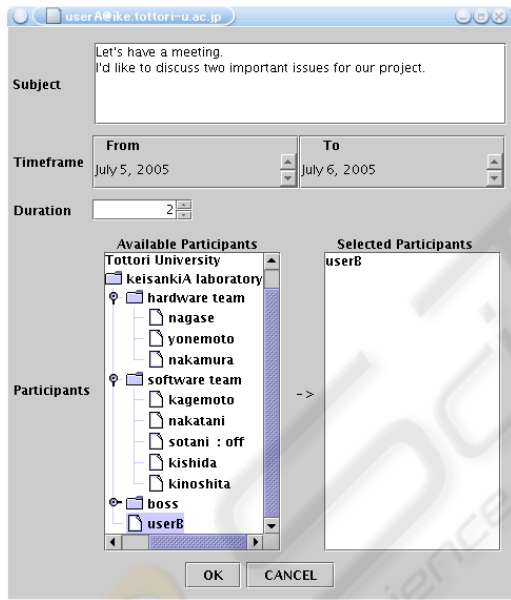 userA@ike.tottori-u.ac.jp
Subject
Let's have a meeting.
I'd like to discuss two important issues for our project.
Timeframe
From
July 5, 2005
To
July 6, 2005
Duration
2
Participants
Available Participants
Tottori University
keisankiA laboratory
hardware team
nagase
yonemoto
nakamura
software team
kagemoto
nakatani
sotani : off
kishida
kinoshita
boss
userB
->
Selected Participants
userB
OK
CANCEL